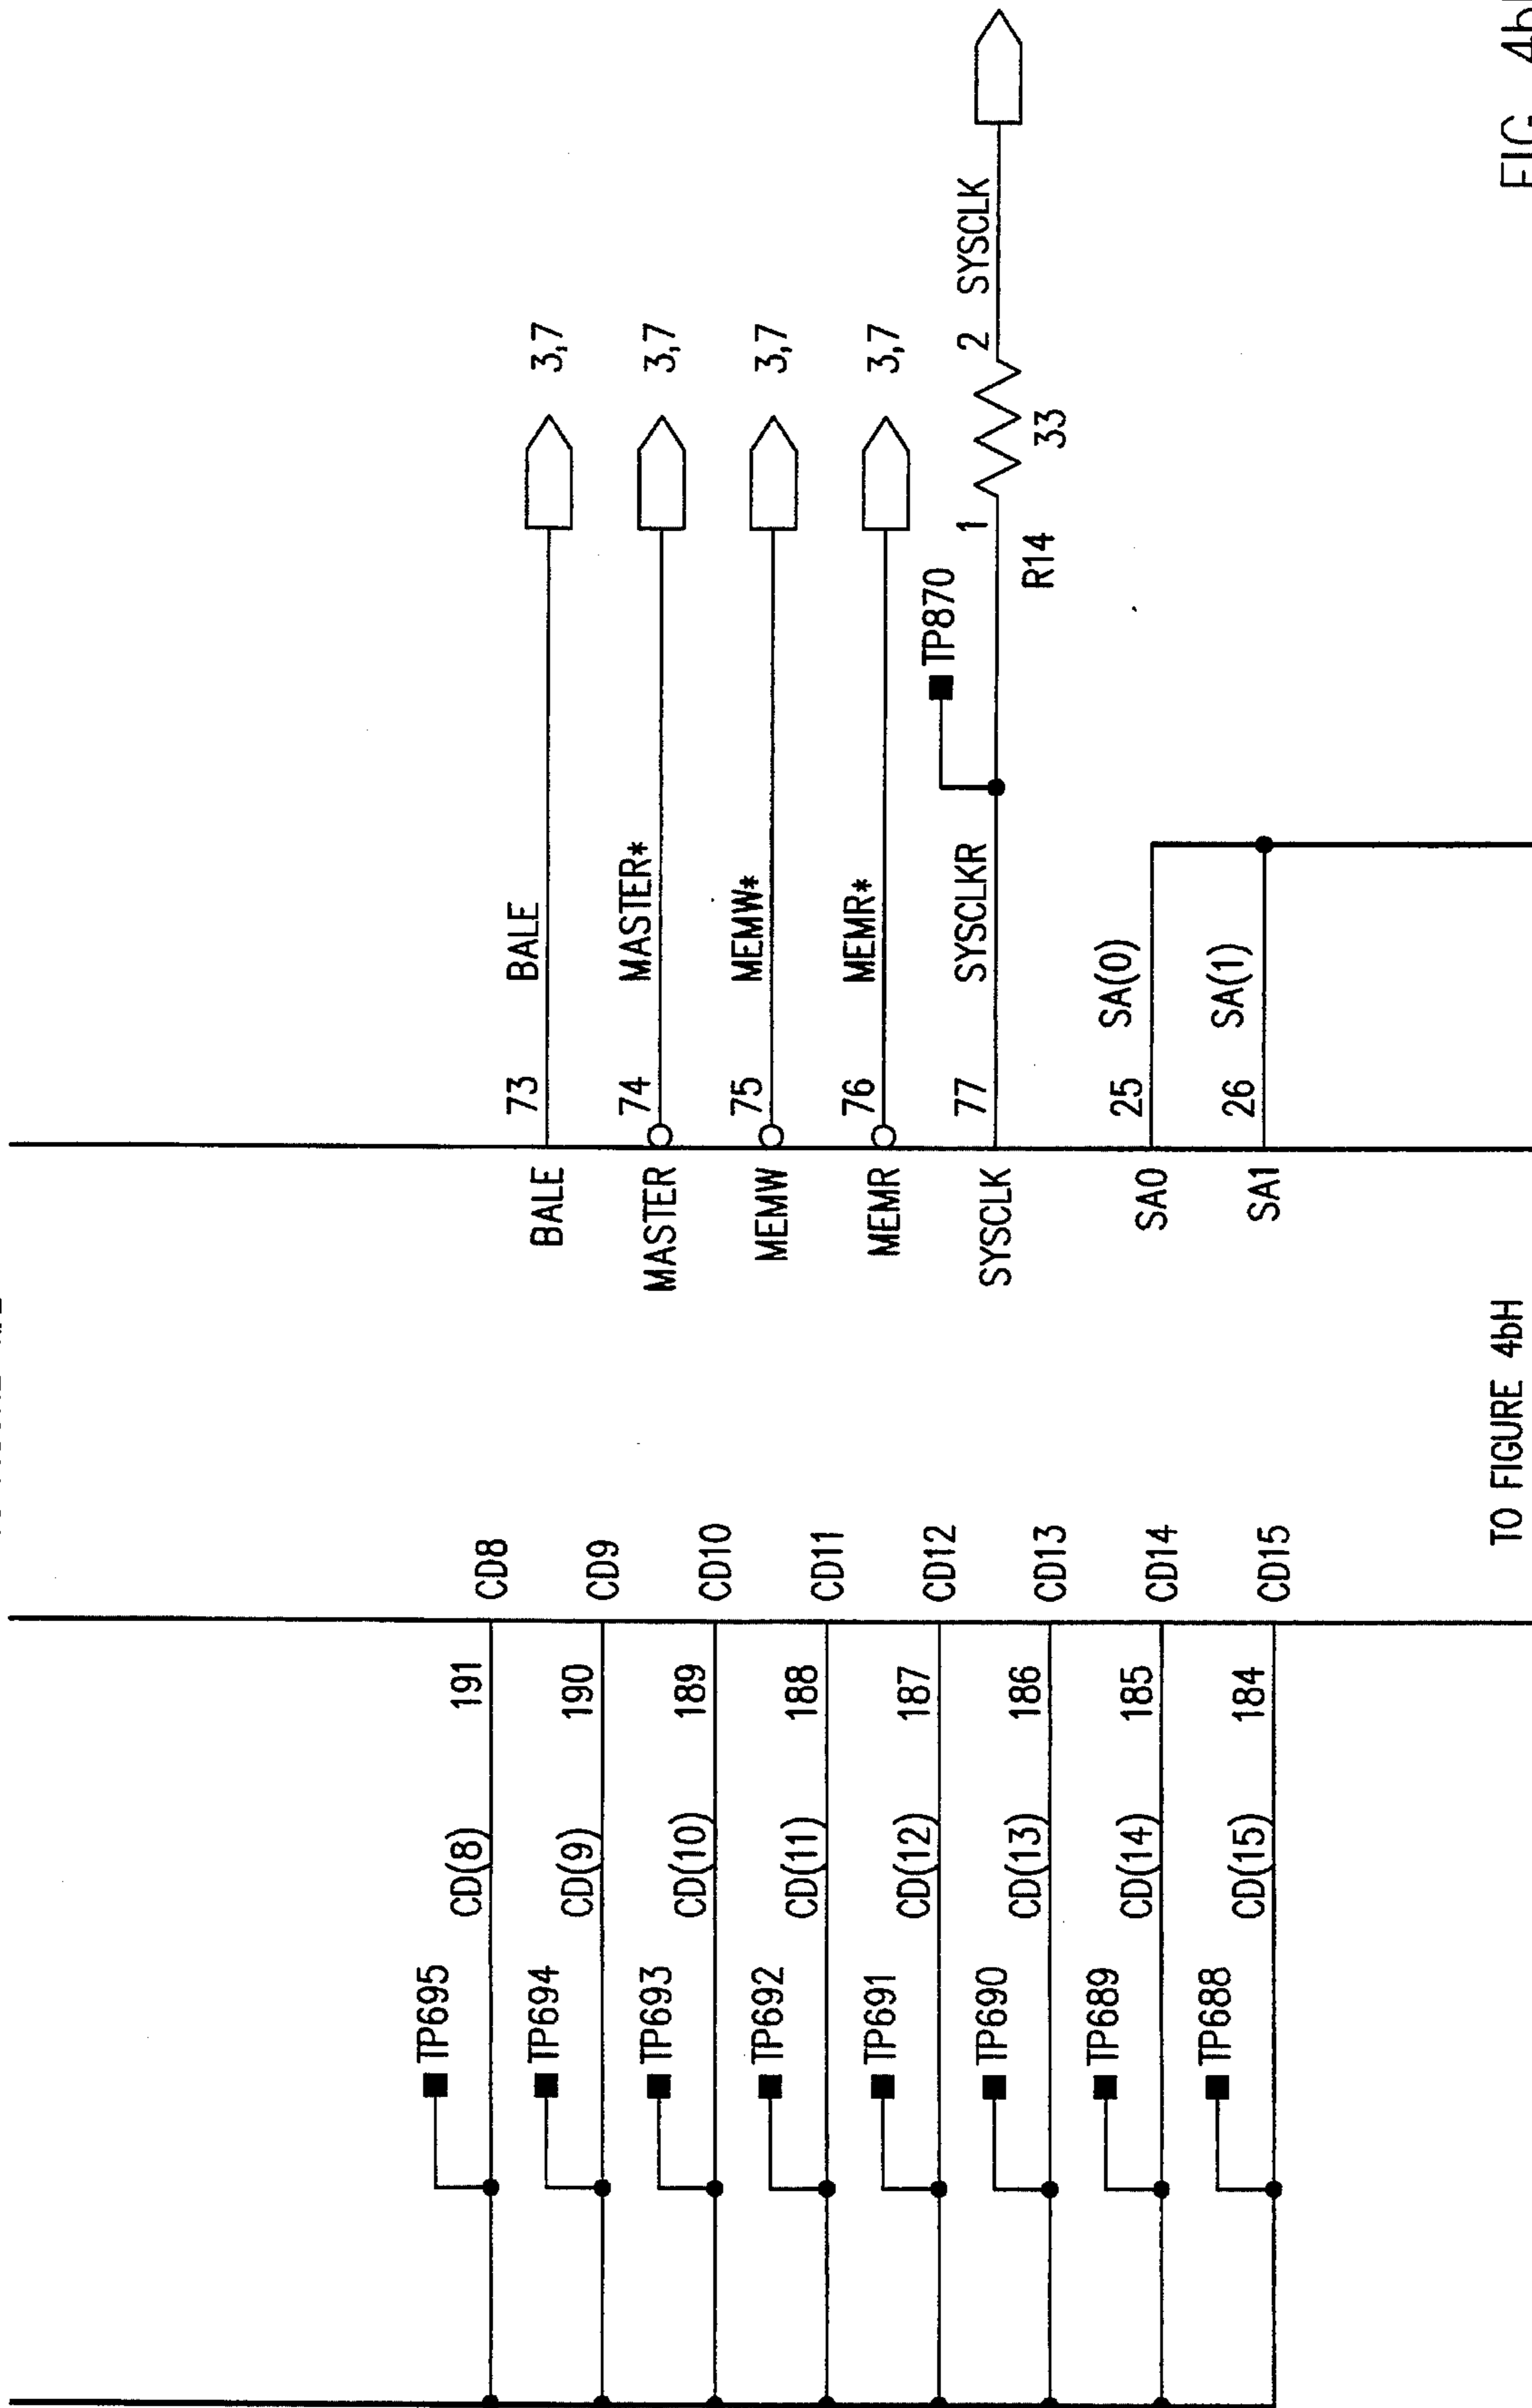 TP695 CD(8) 191 CD8
TP694 CD(9) 190 CD9
TP693 CD(10) 189 CD10
TP692 CD(11) 188 CD11
TP691 CD(12) 187 CD12
TP690 CD(13) 186 CD13
TP689 CD(14) 185 CD14
TP688 CD(15) 184 CD15
BALE 73 BALE 3,7
MASTER 74 MASTER* 3,7
MEMW 75 MEMW* 3,7
MEMR 76 MEMR* 3,7
TP870
SYSCLK 77 SYSCLKR 1 2 SYSCLK
R14 33
SA0 25 SA(0)
SA1 26 SA(1)
TO FIGURE 4bH